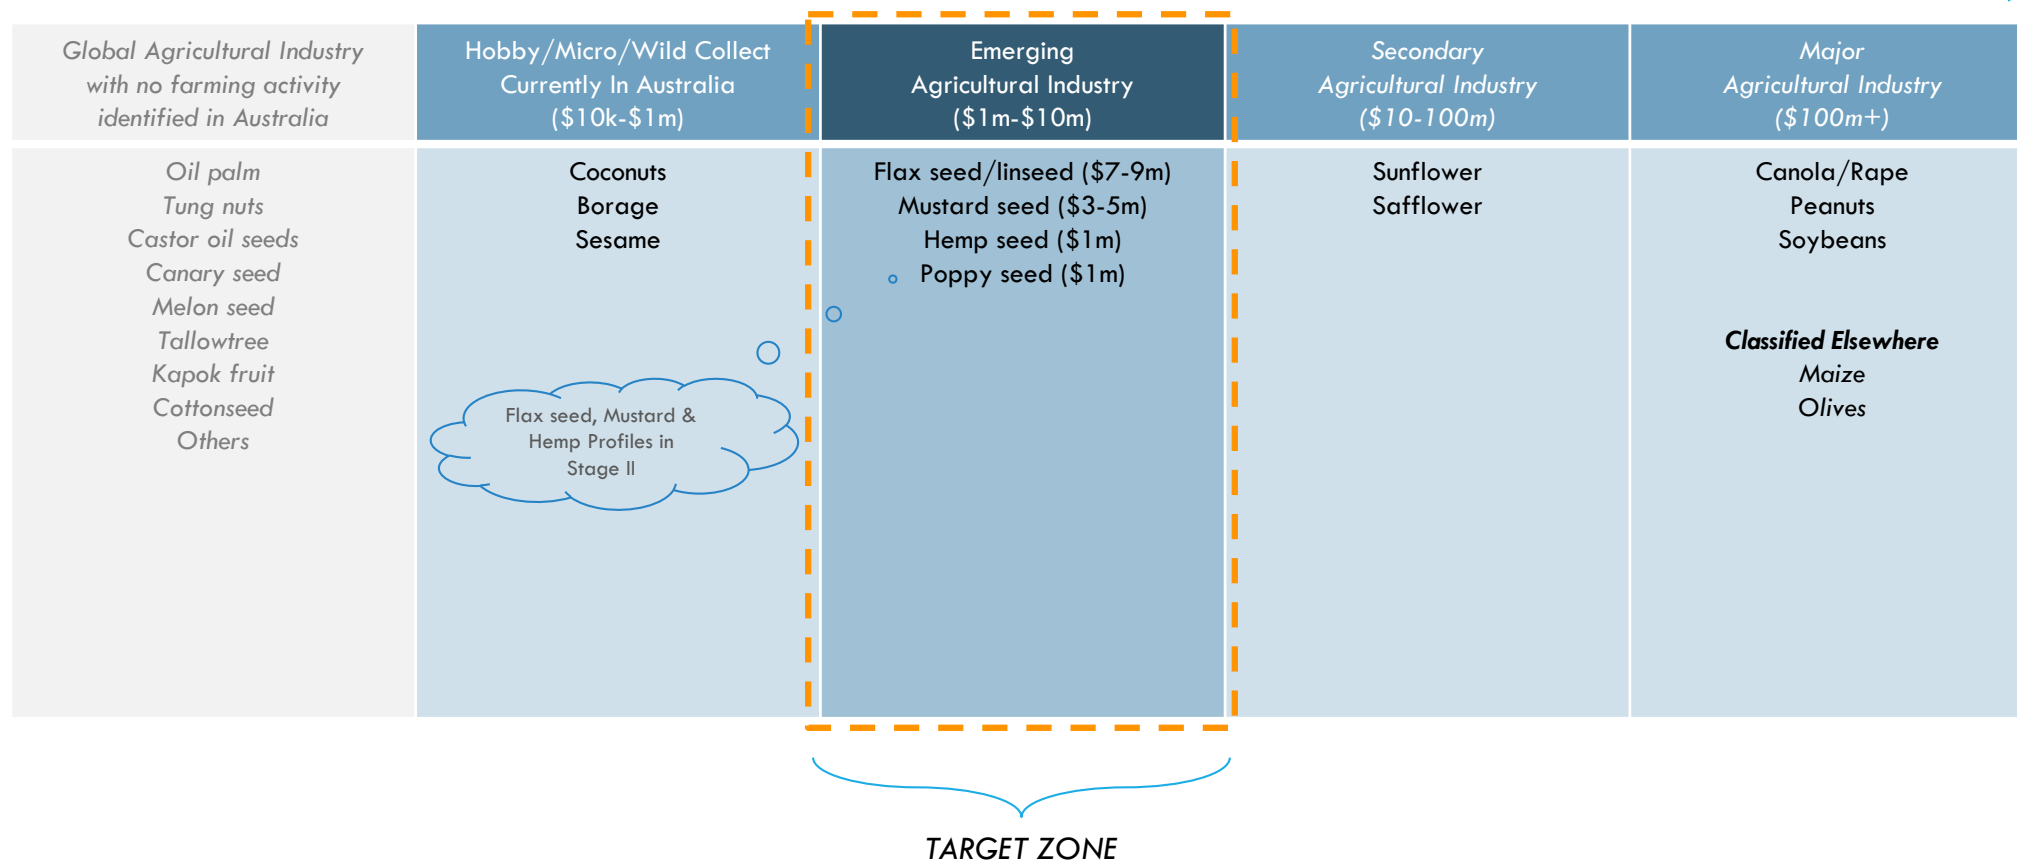 Global Agricultural Industry
with no farming activity
identified in Australia
Hobby/Micro/Wild Collect
Currently In Australia
($10k-$1m)
Emerging
Agricultural Industry
($1m-$10m)
Secondary
Agricultural Industry
($10-100m)
Major
Agricultural Industry
($100m+)
Oil palm
Tung nuts
Castor oil seeds
Canary seed
Melon seed
Tallowtree
Kapok fruit
Cottonseed
Others
Coconuts
Borage
Sesame
Flax seed, Mustard &
Hemp Profiles in
Stage II
Flax seed/linseed ($7-9m)
Mustard seed ($3-5m)
Hemp seed ($1m)
Poppy seed ($1m)
Sunflower
Safflower
Canola/Rape
Peanuts
Soybeans
Classified Elsewhere
Maize
Olives
TARGET ZONE